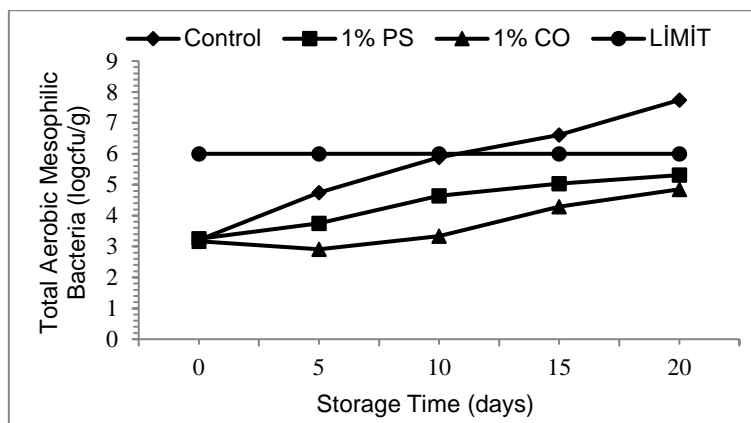 Control 1% PS 1% CO LİMİT
Total Aerobic Mesophilic
Bacteria (logcfu/g)
9
8
7
6
5
4
3
2
1
0
0 5 10 15 20
Storage Time (days)